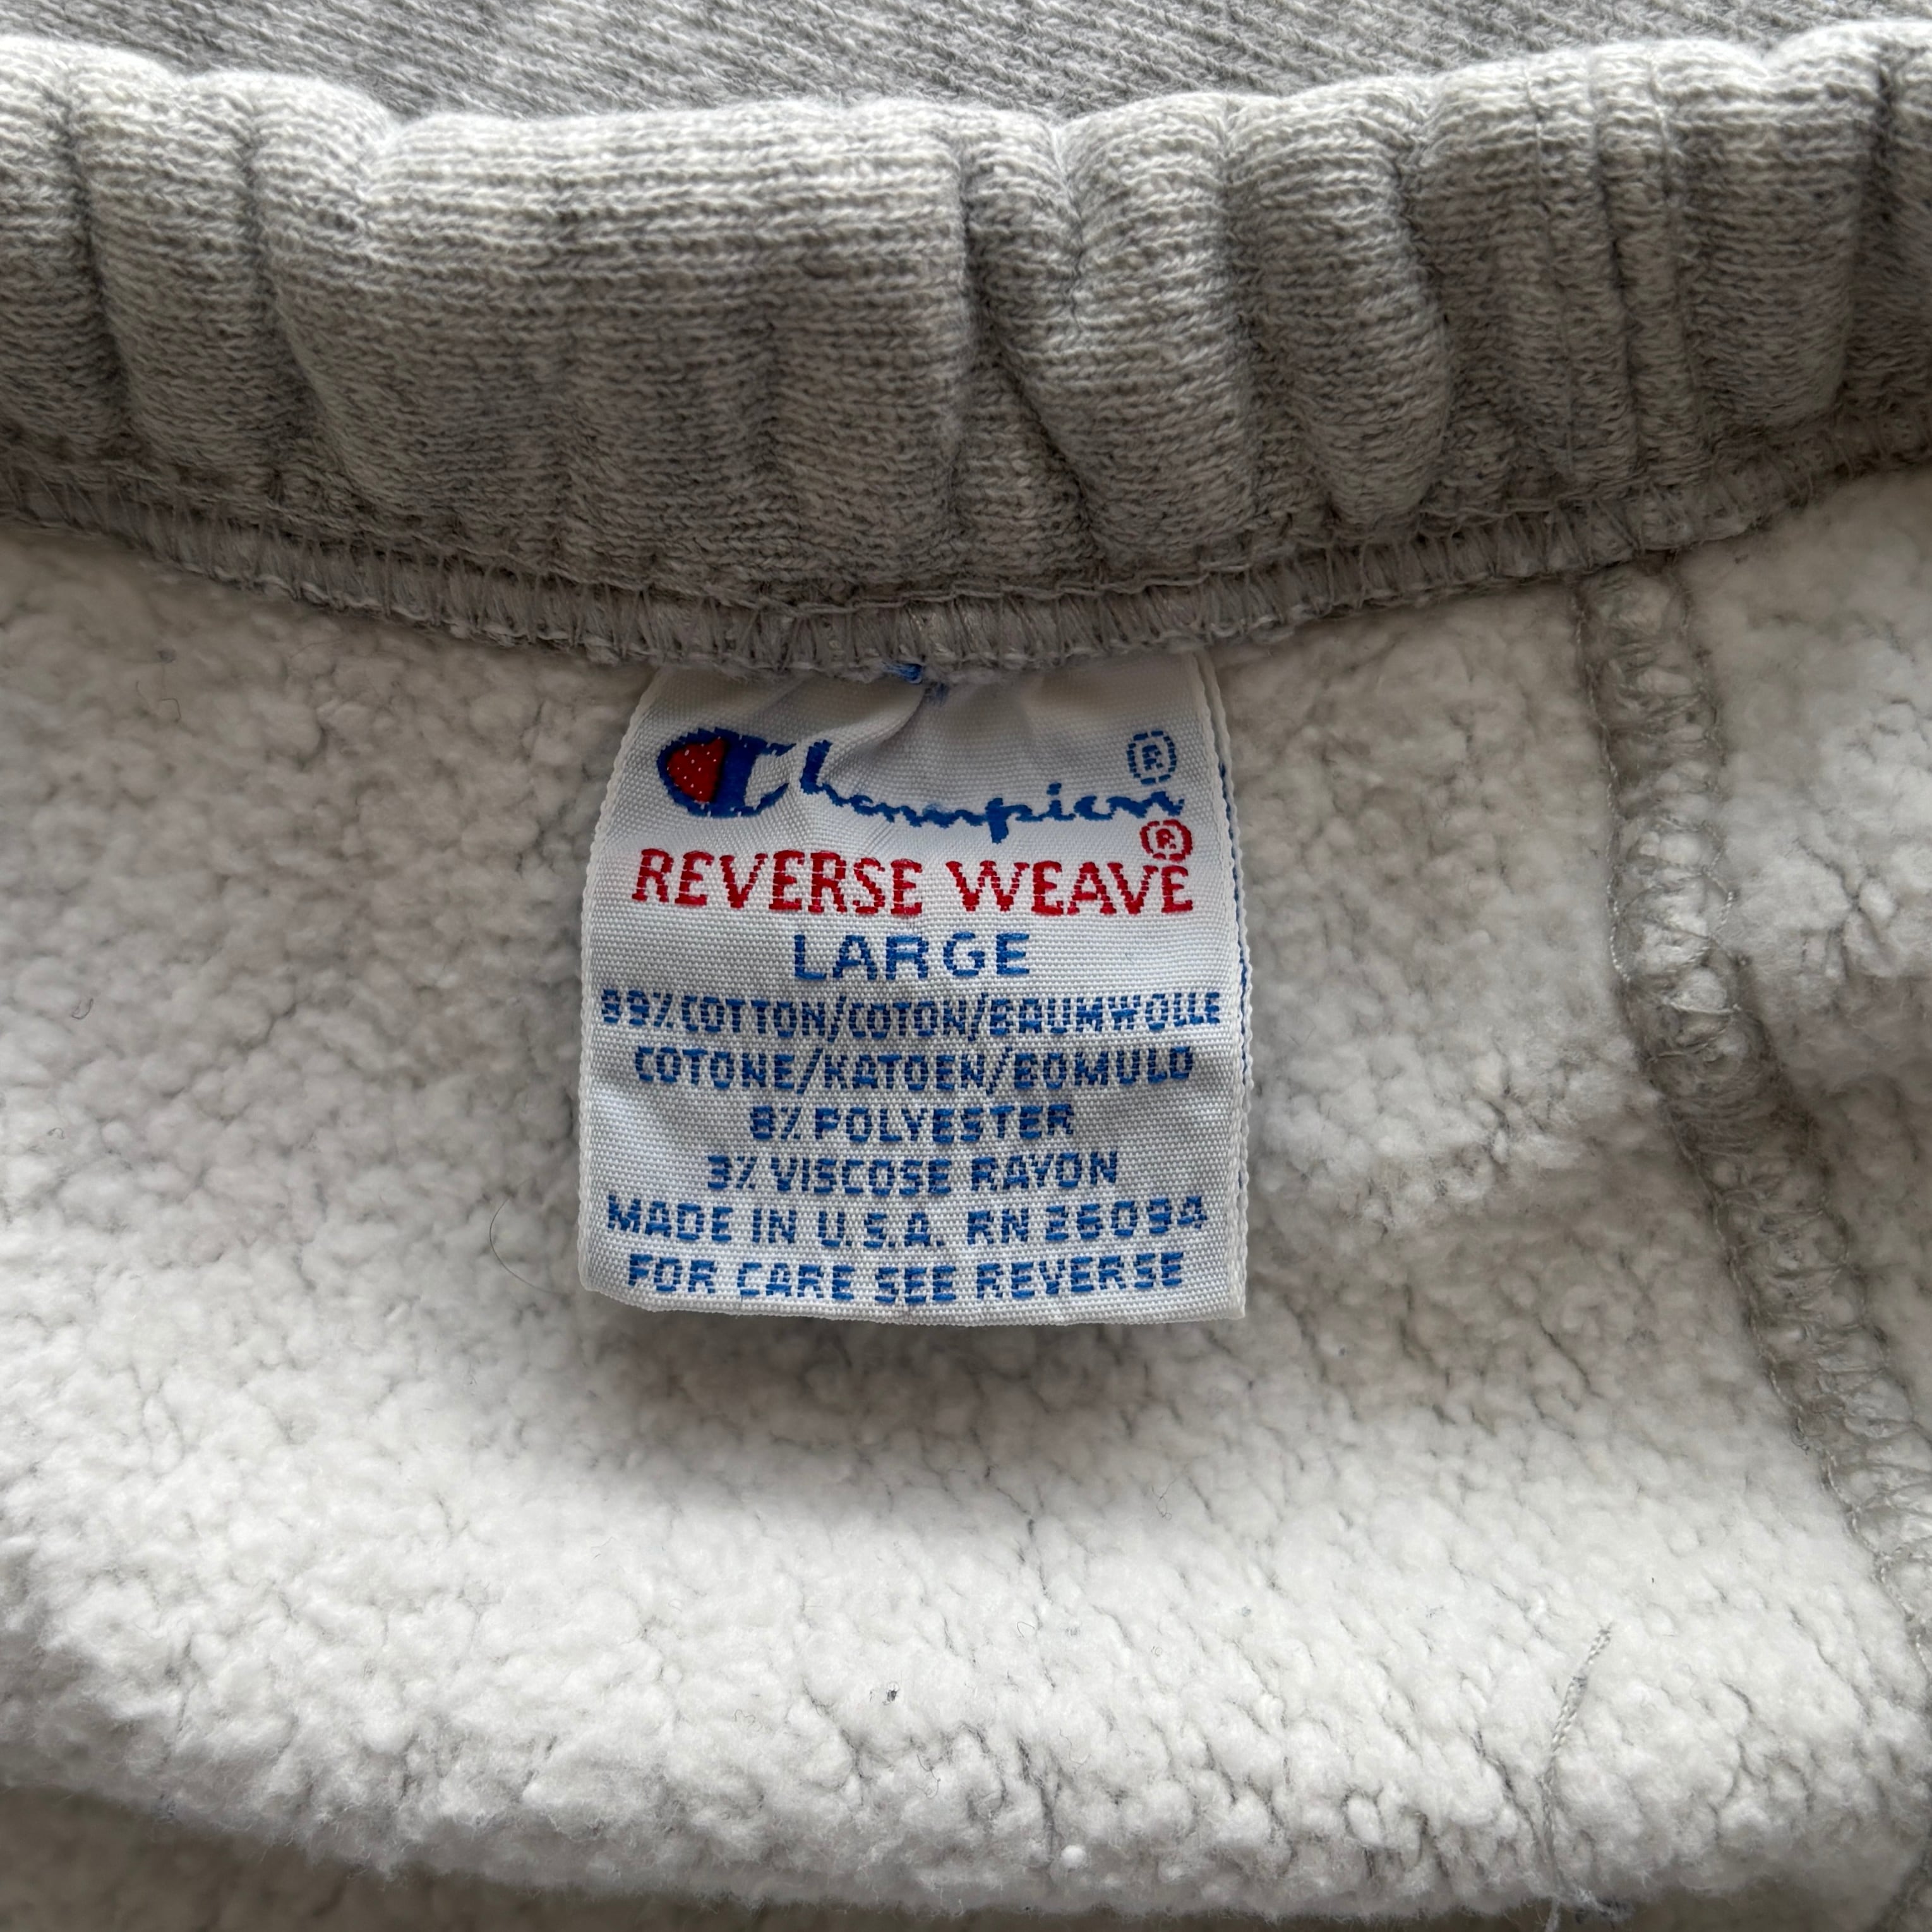 Champion®
REVERSE WEAVE®
LARGE
89% COTTON/COTON/BAUMWOLLE
COTONE/KATOEN/BOMULD
8% POLYESTER
3% VISCOSE RAYON
MADE IN U.S.A. RN 26094
FOR CARE SEE REVERSE